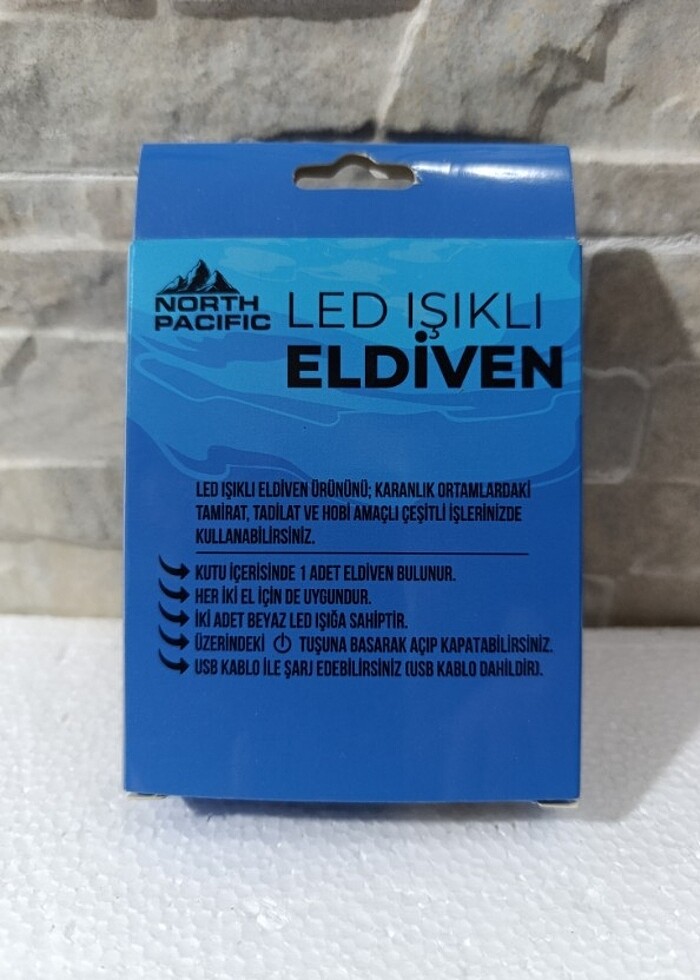 NORTH
PACIFIC
LED IŞIKLI
ELDİVEN
LED IŞIKLI ELDİVEN ÜRÜNÜNÜ; KARANLIK ORTAMLARDAKİ
TAMİRAT, TADİLAT VE HOBİ AMAÇLI ÇEŞİTLİ İŞLERİNİZDE
KULLANABİLİRSİNİZ.
KUTU İÇERİSİNDE 1 ADET ELDİVEN BULUNUR.
HER İKİ EL İÇİN DE UYGUNDUR.
İKİ ADET BEYAZ LED IŞIĞA SAHİPTİR.
ÜZERİNDEKİ TUŞUNA BASARAK AÇIP KAPATABİLİRSİNİZ.
USB KABLO İLE ŞARJ EDEBİLİRSİNİZ (USB KABLO DAHİLDİR).